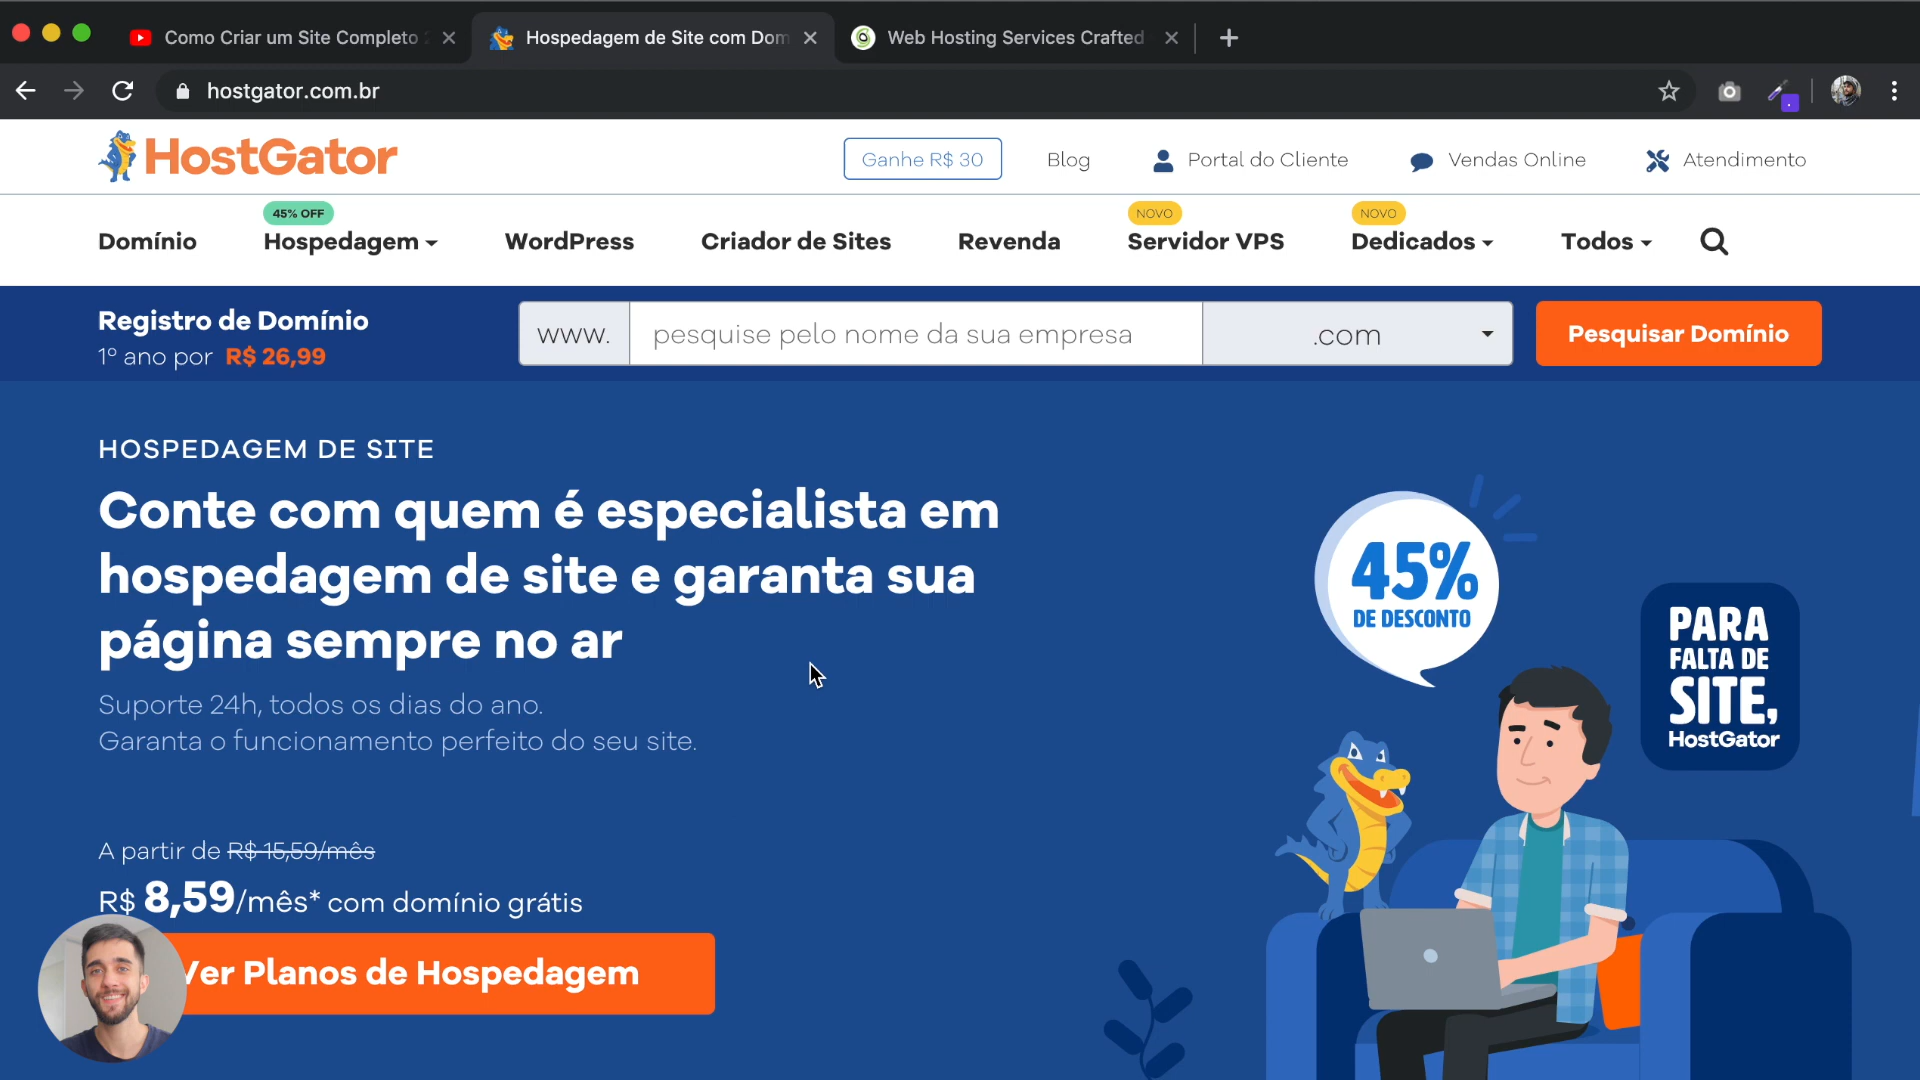 Como Criar um Site Completo
Hospedagem de Site com Dom
Web Hosting Services Crafted
hostgator.com.br
HostGator
Ganhe R$ 30
Blog
Portal do Cliente
Vendas Online
Atendimento
45% OFF
NOVO
NOVO
Domínio
Hospedagem
WordPress
Criador de Sites
Revenda
Servidor VPS
Dedicados
Todos
Registro de Domínio
1º ano por R$ 26,99
www.
pesquise pelo nome da sua empresa
.com
Pesquisar Domínio
HOSPEDAGEM DE SITE
Conte com quem é especialista em
hospedagem de site e garanta sua
página sempre no ar
Suporte 24h, todos os dias do ano.
Garanta o funcionamento perfeito do seu site.
A partir de R$ 15,59/mês
R$ 8,59/mês* com domínio grátis
Ver Planos de Hospedagem
45%
DE DESCONTO
PARA
FALTA DE
SITE,
HostGator